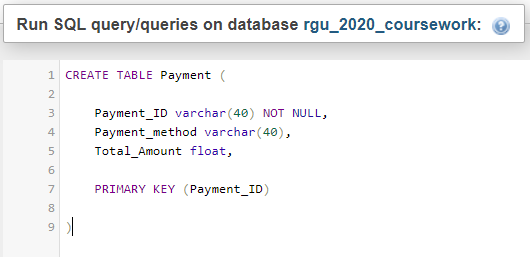 Run SQL query/queries on database rgu_2020_coursework:
1 CREATE TABLE Payment (
2
3 Payment_ID varchar(40) NOT NULL,
4 Payment_method varchar(40),
5 Total_Amount float,
6
7 PRIMARY KEY (Payment_ID)
8
9 )